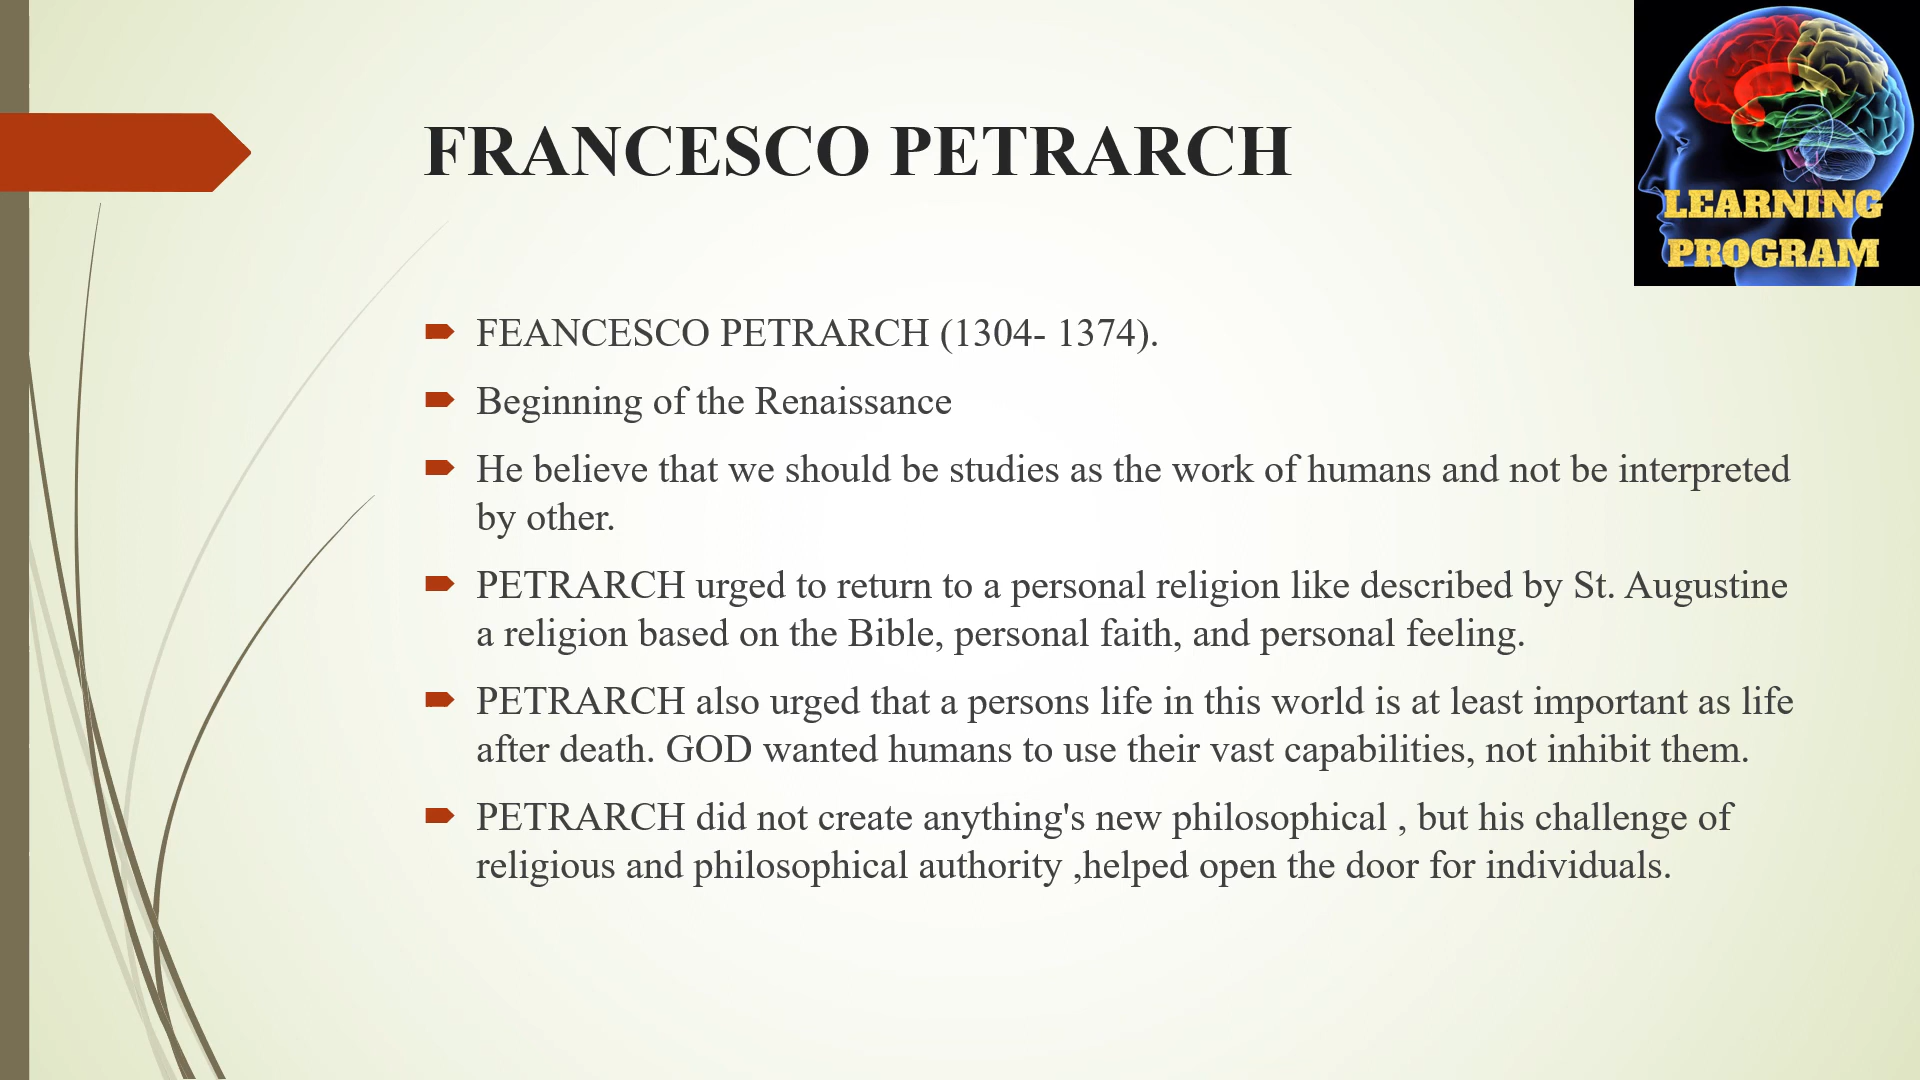 FRANCESCO PETRARCH
LEARNING
PROGRAM
FEANCESCO PETRARCH (1304- 1374).
Beginning of the Renaissance
He believe that we should be studies as the work of humans and not be interpreted
by other.
PETRARCH urged to return to a personal religion like described by St. Augustine
a religion based on the Bible, personal faith, and personal feeling.
PETRARCH also urged that a persons life in this world is at least important as life
after death. GOD wanted humans to use their vast capabilities, not inhibit them.
PETRARCH did not create anything's new philosophical , but his challenge of
religious and philosophical authority ,helped open the door for individuals.